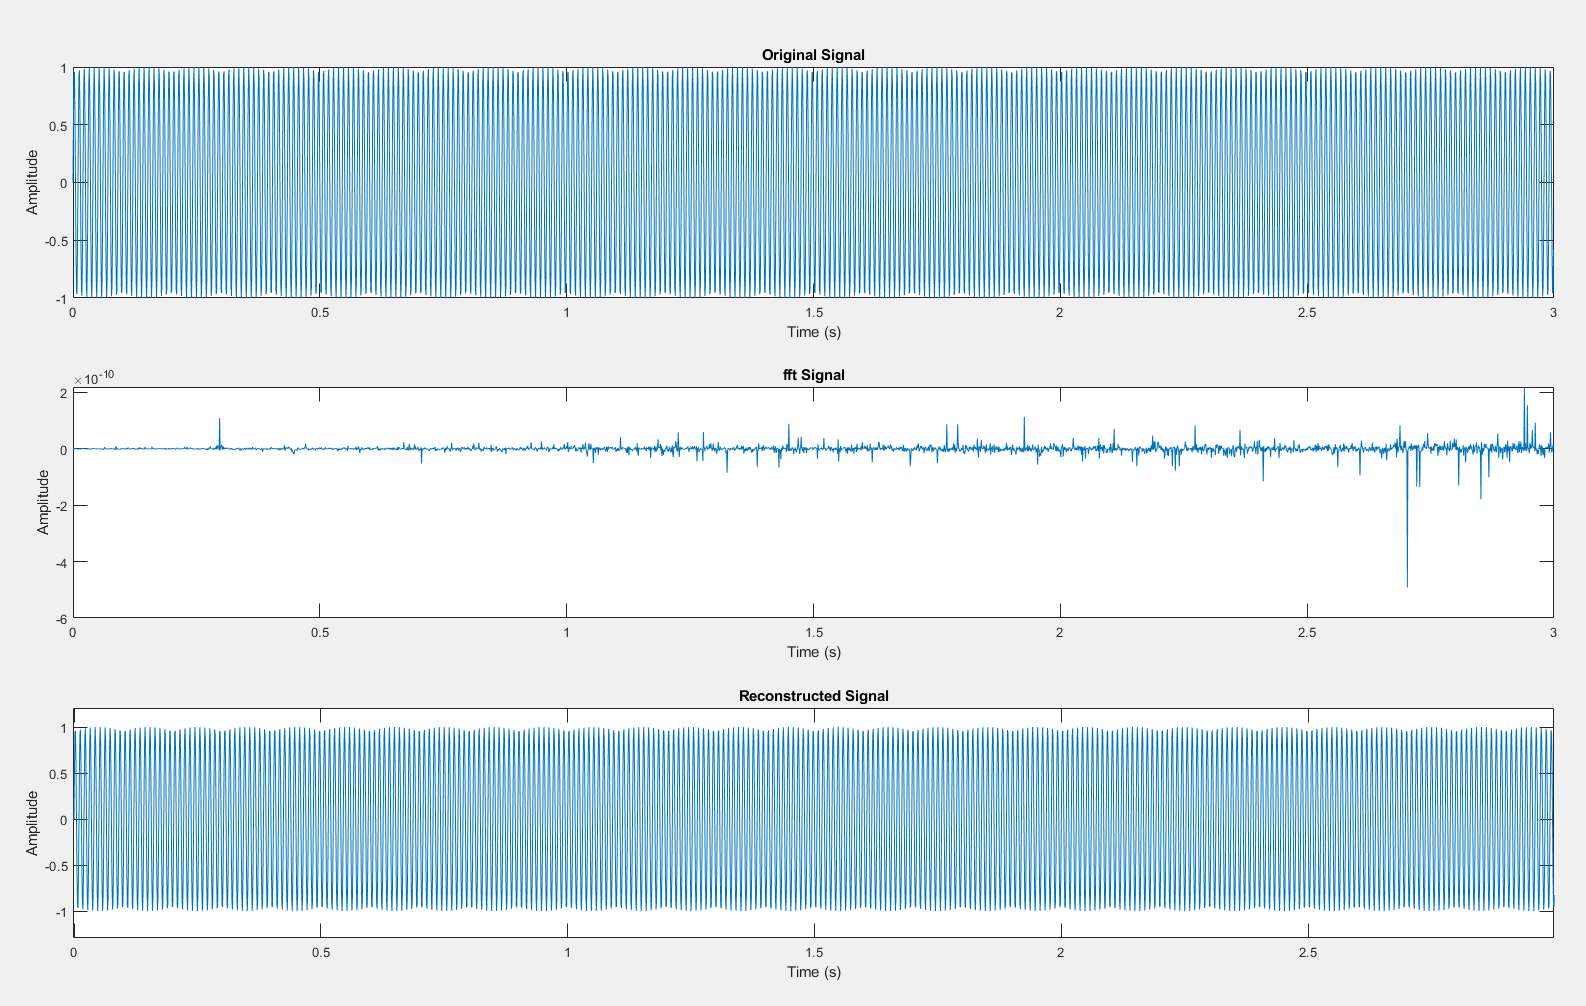 Original Signal
1
0.5
0
-0.5
-1
Amplitude
0 0.5 1 1.5 2 2.5 3
Time (s)
fft Signal
×10⁻¹⁰
2
0
-2
-4
-6
Amplitude
0 0.5 1 1.5 2 2.5 3
Time (s)
Reconstructed Signal
1
0.5
0
-0.5
-1
Amplitude
0 0.5 1 1.5 2 2.5
Time (s)